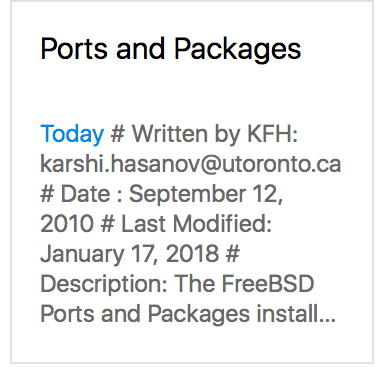 Ports and Packages
Today # Written by KFH:
karshi.hasanov@utoronto.ca
# Date : September 12,
2010 # Last Modified:
January 17, 2018 #
Description: The FreeBSD
Ports and Packages install...